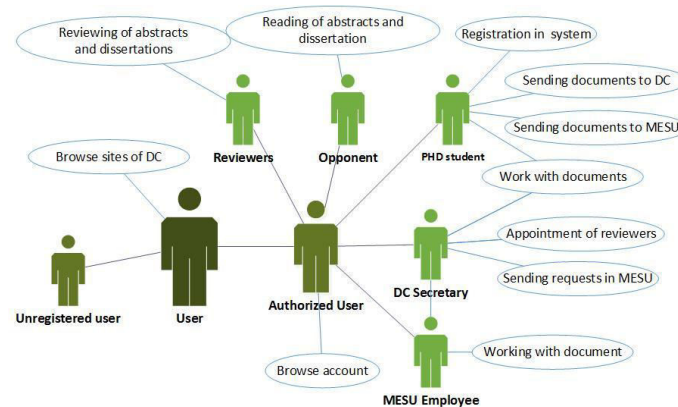 Reviewing of abstracts
and dissertations
Reading of abstracts and
dissertation
Registration in system
Sending documents to DC
Sending documents to MESU
Reviewers
Opponent
PHD student
Browse sites of DC
Work with documents
Appointment of reviewers
Sending requests in MESU
DC Secretary
Unregistered user
User
Authorized User
Browse account
Working with document
MESU Employee